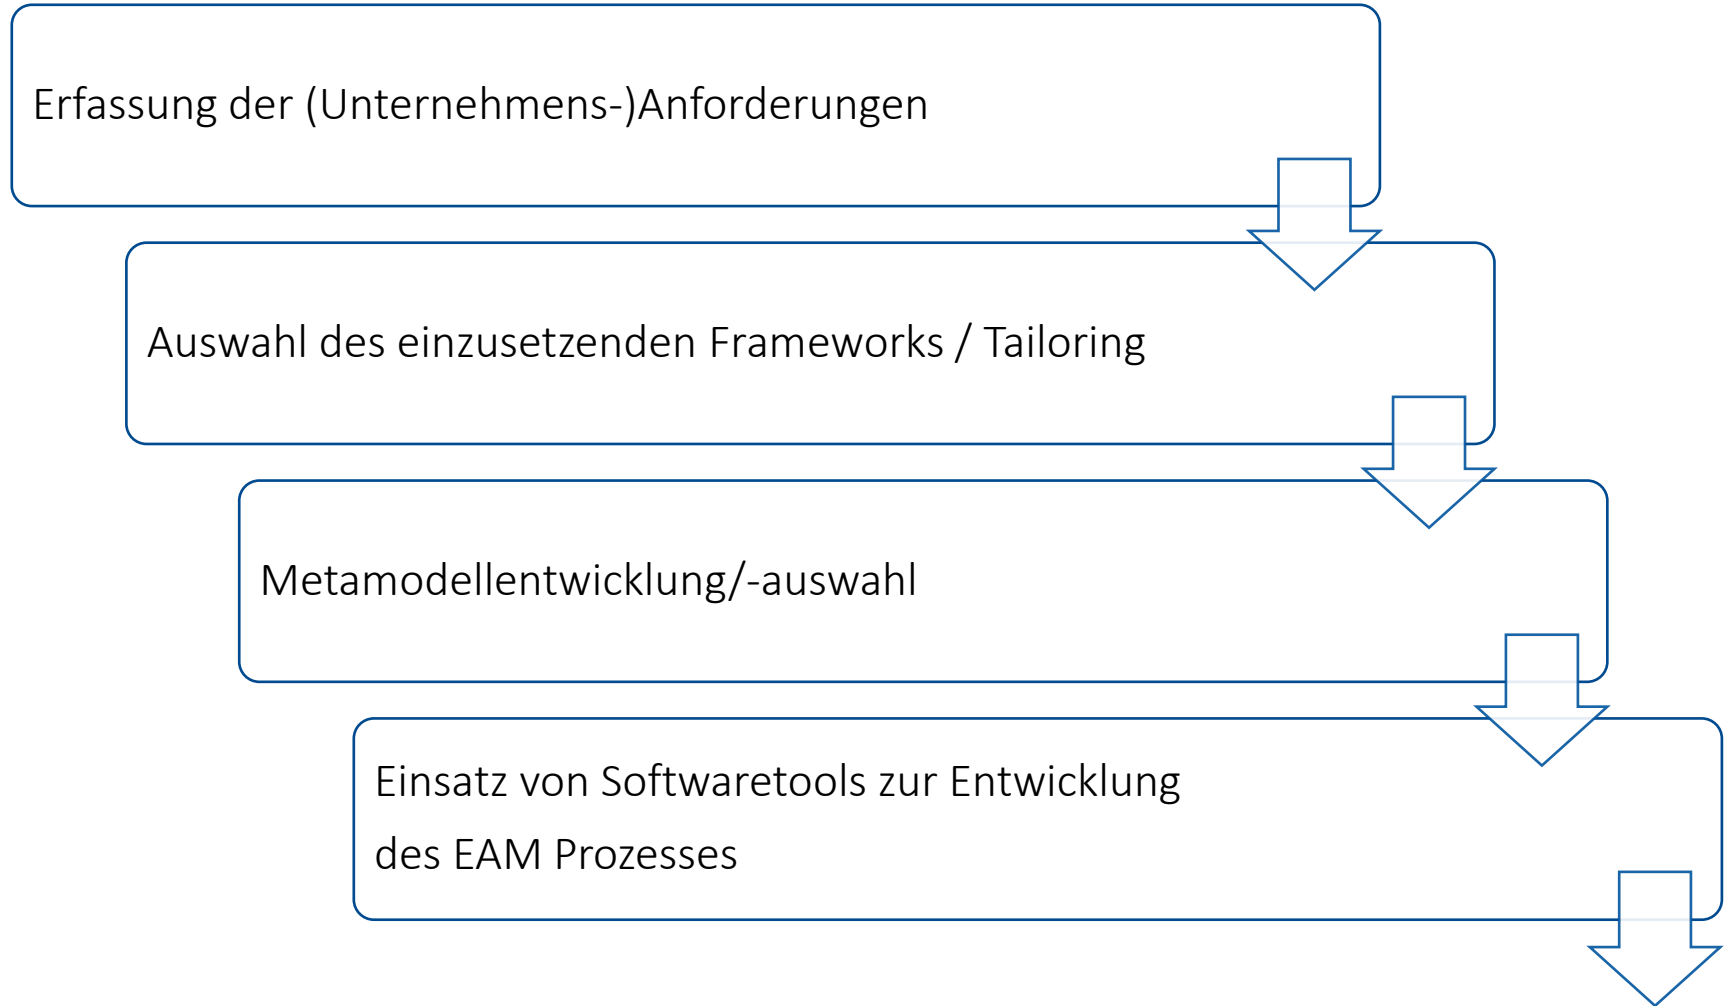 Erfassung der (Unternehmens-)Anforderungen
Auswahl des einzusetzenden Frameworks / Tailoring
Metamodellentwicklung/-auswahl
Einsatz von Softwaretools zur Entwicklung
des EAM Prozesses